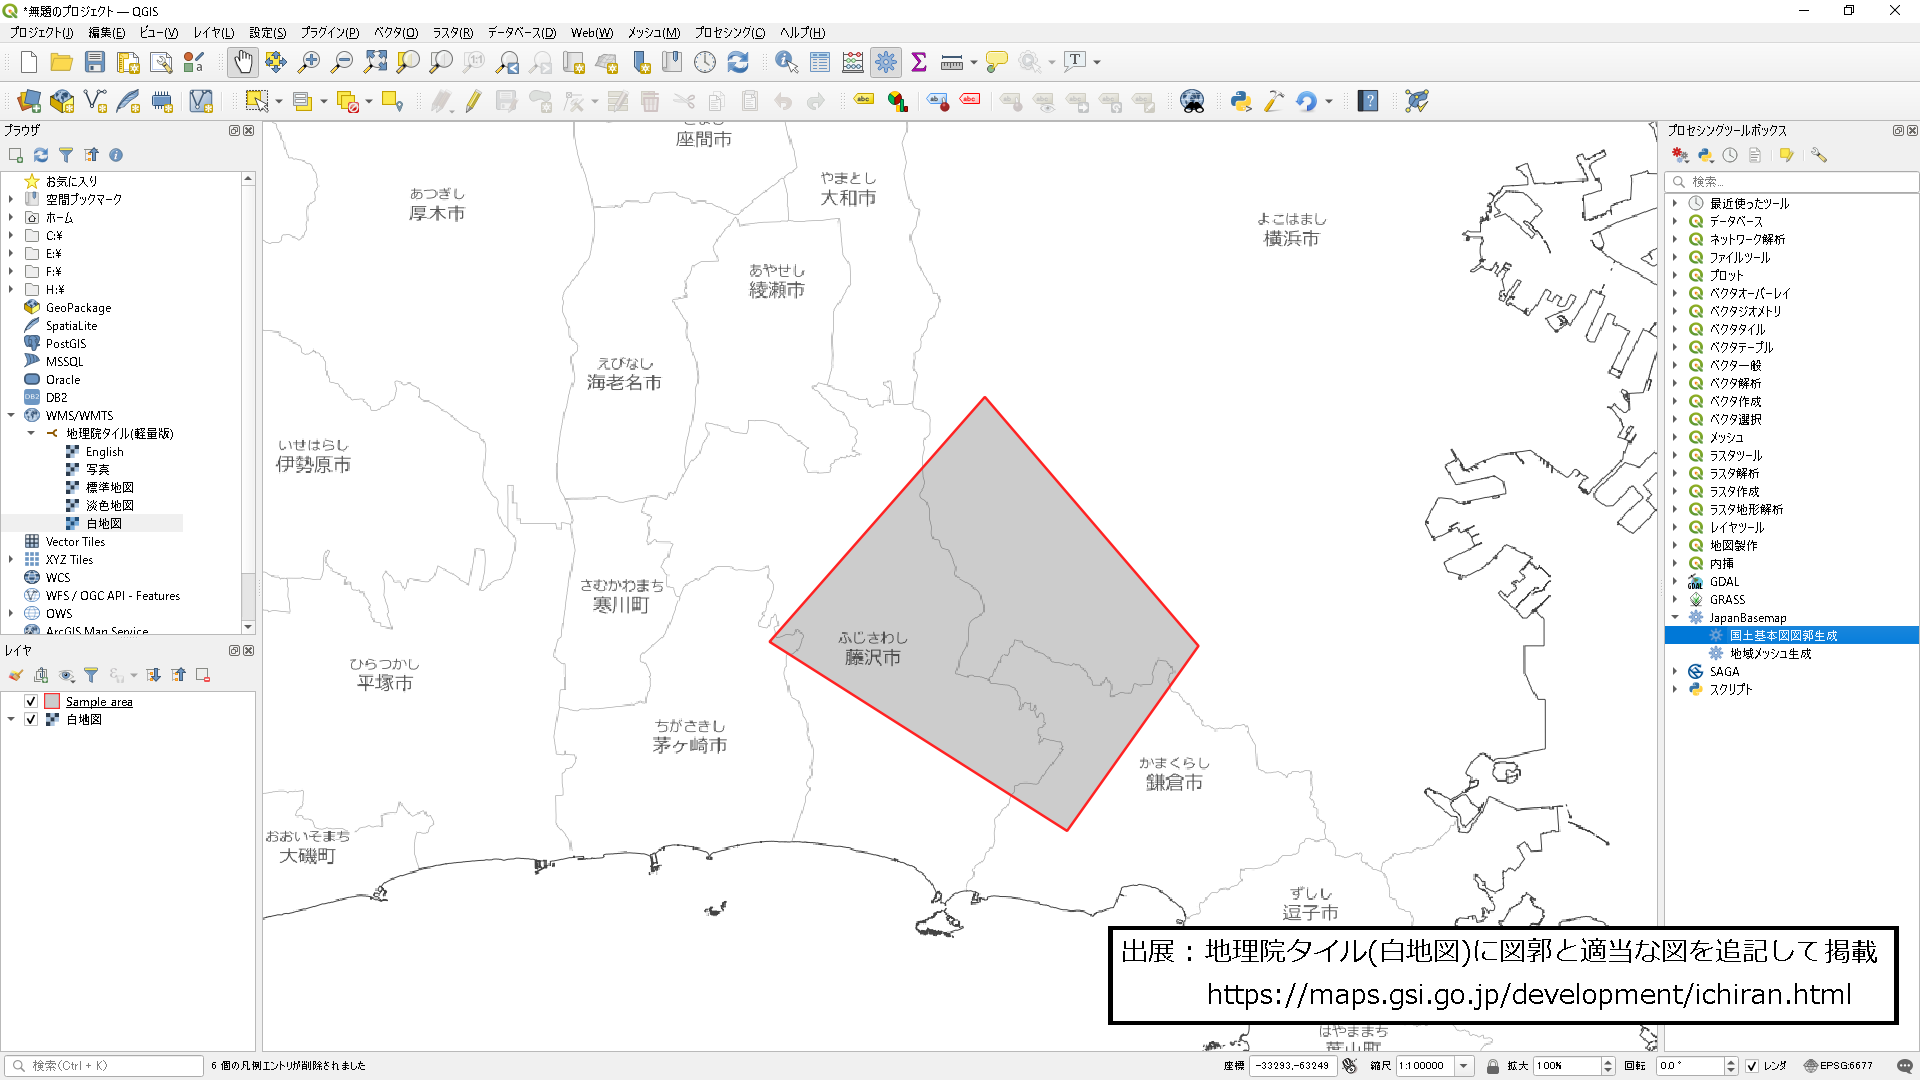 *無題のプロジェクト — QGIS
プロジェクト(J) 編集(E) ビュー(V) レイヤ(L) 設定(S) プラグイン(P) ベクタ(O) ラスタ(R) データベース(D) Web(W) メッシュ(M) プロセシング(C) ヘルプ(H)
ブラウザ
お気に入り
空間ブックマーク
ホーム
C:¥
E:¥
F:¥
H:¥
GeoPackage
SpatiaLite
PostGIS
MSSQL
Oracle
DB2
WMS/WMTS
地理院タイル(軽量版)
English
写真
標準地図
淡色地図
白地図
Vector Tiles
XYZ Tiles
WCS
WFS / OGC API - Features
OWS
ArcGIS Map Service
レイヤ
Sample area
白地図
座間市
あつぎし
厚木市
やまとし
大和市
よこはまし
横浜市
あやせし
綾瀬市
えびなし
海老名市
いせはらし
伊勢原市
さむかわまち
寒川町
ふじさわし
藤沢市
ひらつかし
平塚市
ちがさきし
茅ヶ崎市
かまくらし
鎌倉市
おおいそまち
大磯町
ずしし
逗子市
はやままち
葉山町
出展：地理院タイル(白地図)に図郭と適当な図を追記して掲載
https://maps.gsi.go.jp/development/ichiran.html
プロセシングツールボックス
検索...
最近使ったツール
データベース
ネットワーク解析
ファイルツール
プロット
ベクタオーバーレイ
ベクタジオメトリ
ベクタタイル
ベクタテーブル
ベクタ一般
ベクタ解析
ベクタ作成
ベクタ選択
メッシュ
ラスタツール
ラスタ解析
ラスタ作成
ラスタ地形解析
レイヤツール
地図製作
内挿
GDAL
GRASS
JapanBasemap
国土基本図図郭生成
地域メッシュ生成
SAGA
スクリプト
検索(Ctrl + K) 6 個の凡例エントリが削除されました 座標 -33293,-63249 縮尺 1:100000 拡大 100% 回転 0.0 ° レンダ EPSG:6677